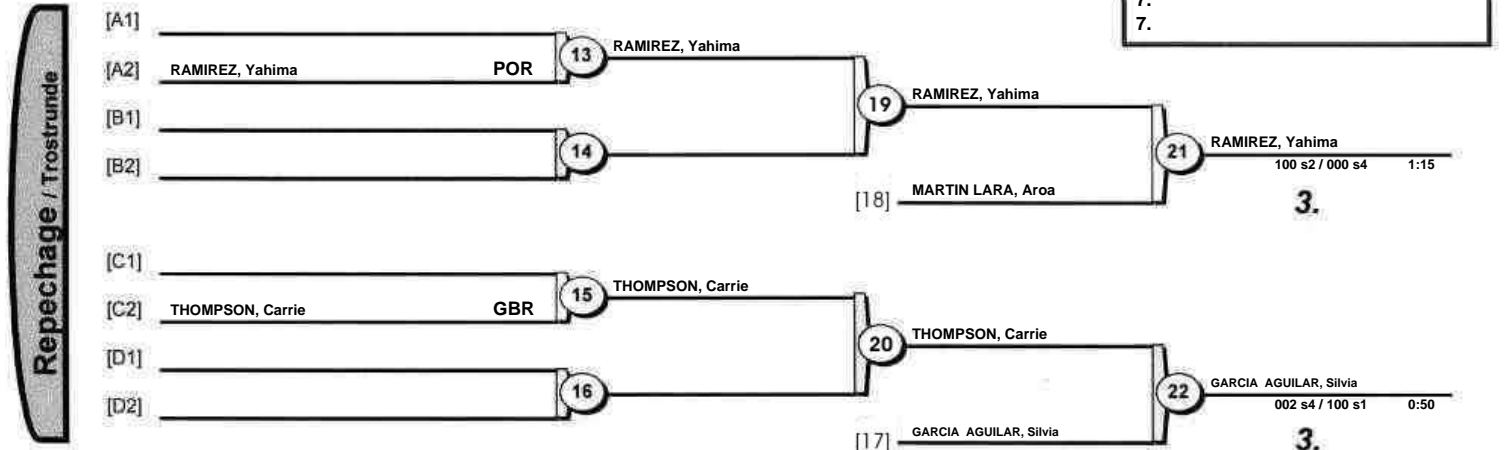 7.
7.
Repechage / Trostrunde
[A1]
[A2] RAMIREZ, Yahima POR
13 RAMIREZ, Yahima
[B1]
[B2]
14
19 RAMIREZ, Yahima
[18] MARTIN LARA, Aroa
21 RAMIREZ, Yahima
100 s2 / 000 s4 1:15
3.
[C1]
[C2] THOMPSON, Carrie GBR
15 THOMPSON, Carrie
[D1]
[D2]
16
20 THOMPSON, Carrie
[17] GARCIA AGUILAR, Silvia
22 GARCIA AGUILAR, Silvia
002 s4 / 100 s1 0:50
3.